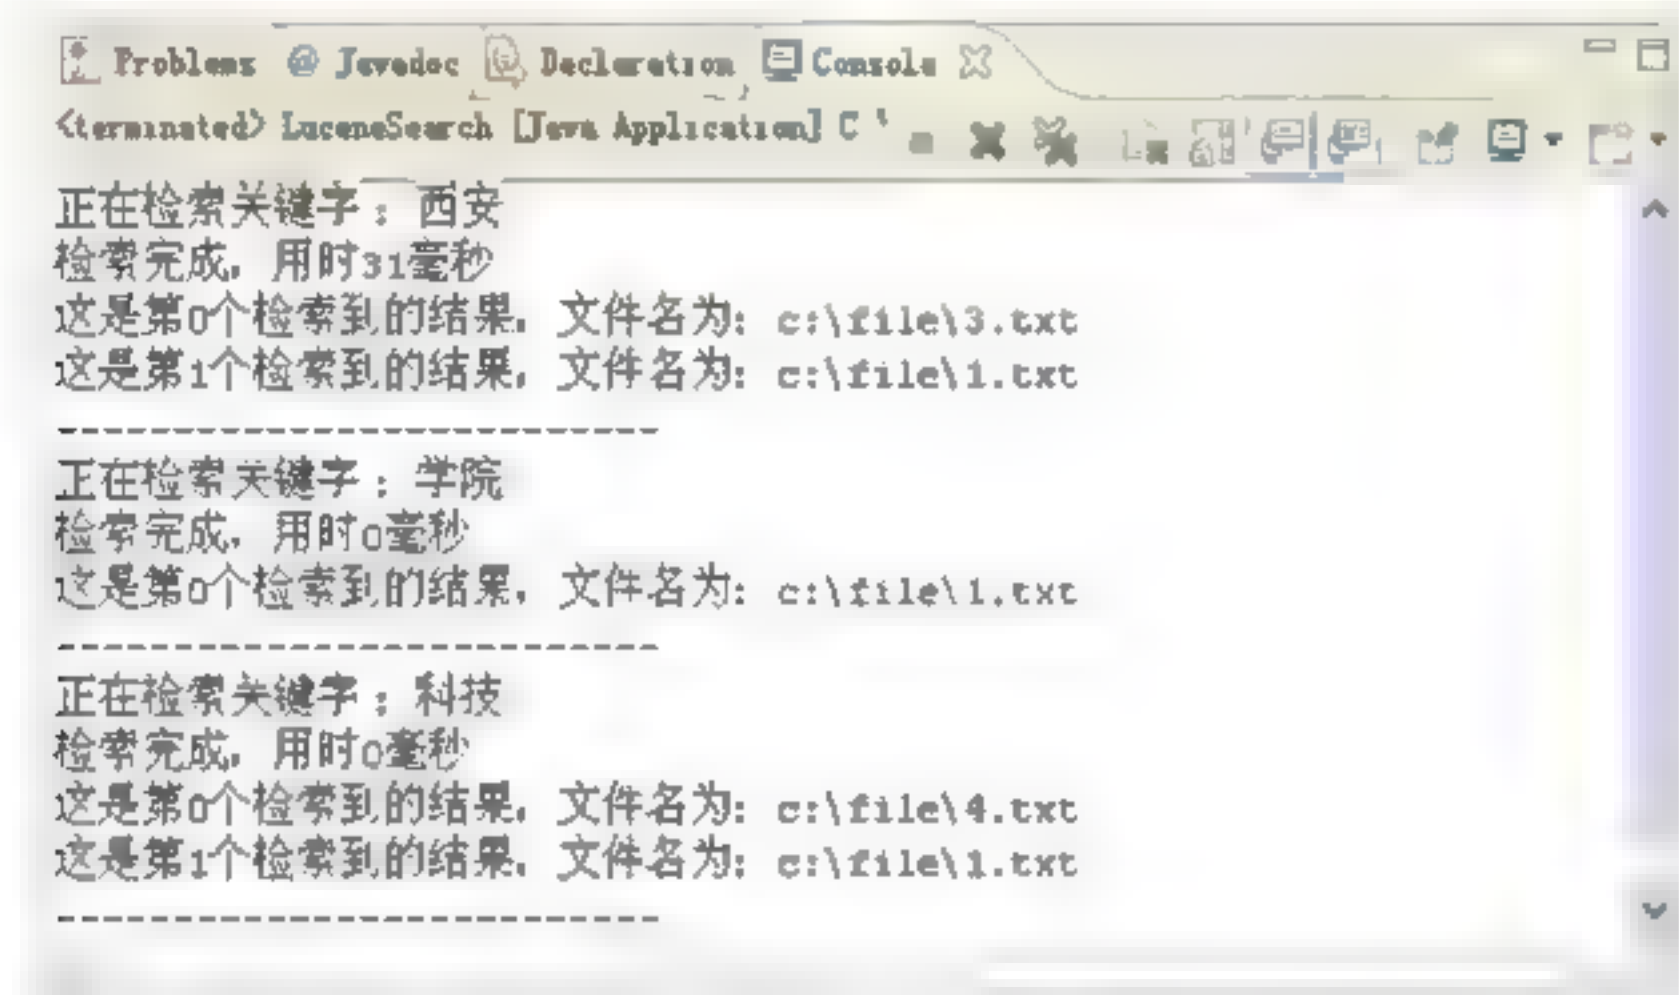 Problems @ Javadoc Declaration Console
<terminated> LuceneSearch [Java Application] C
正在检索关键字：西安
检索完成，用时31毫秒
这是第0个检索到的结果，文件名为：c:\file\3.txt
这是第1个检索到的结果，文件名为：c:\file\1.txt
--------------------------
正在检索关键字：学院
检索完成，用时0毫秒
这是第0个检索到的结果，文件名为：c:\file\1.txt
--------------------------
正在检索关键字：科技
检索完成，用时0毫秒
这是第0个检索到的结果，文件名为：c:\file\4.txt
这是第1个检索到的结果，文件名为：c:\file\1.txt
--------------------------